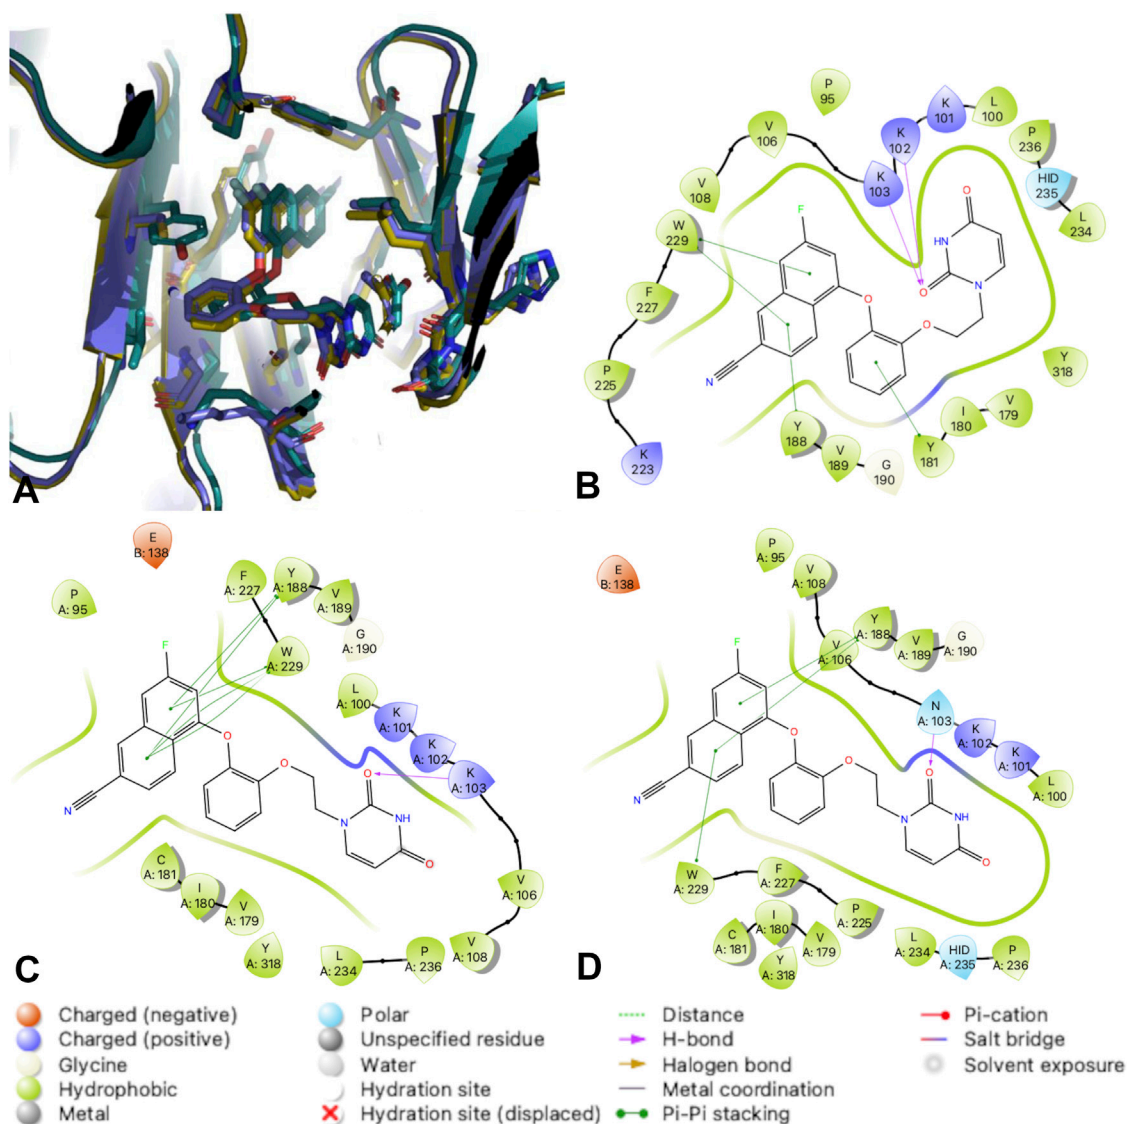 A
P
95
V
106
V
108
K
101
L
100
K
102
K
103
P
236
HID
235
L
234
W
229
F
227
P
225
K
223
F
O
NH
O
N
O
O
N
Y
318
V
179
I
180
Y
181
Y
188
V
189
G
190
B
E
B: 138
P
A: 95
F
A: 227
Y
A: 188
V
A: 189
G
A: 190
W
A: 229
L
A: 100
K
A: 101
K
A: 102
K
A: 103
F
O
O
O
N
NH
O
N
C
A: 181
I
A: 180
V
A: 179
Y
A: 318
L
A: 234
P
A: 236
V
A: 108
V
A: 106
C
E
B: 138
P
A: 95
V
A: 108
V
A: 106
Y
A: 188
V
A: 189
G
A: 190
N
A: 103
K
A: 102
K
A: 101
L
A: 100
F
O
O
O
N
NH
O
N
W
A: 229
F
A: 227
P
A: 225
C
A: 181
I
A: 180
V
A: 179
Y
A: 318
L
A: 234
HID
A: 235
P
A: 236
D
Charged (negative)
Charged (positive)
Glycine
Hydrophobic
Metal
Polar
Unspecified residue
Water
Hydration site
Hydration site (displaced)
Distance
H-bond
Halogen bond
Metal coordination
Pi-Pi stacking
Pi-cation
Salt bridge
Solvent exposure